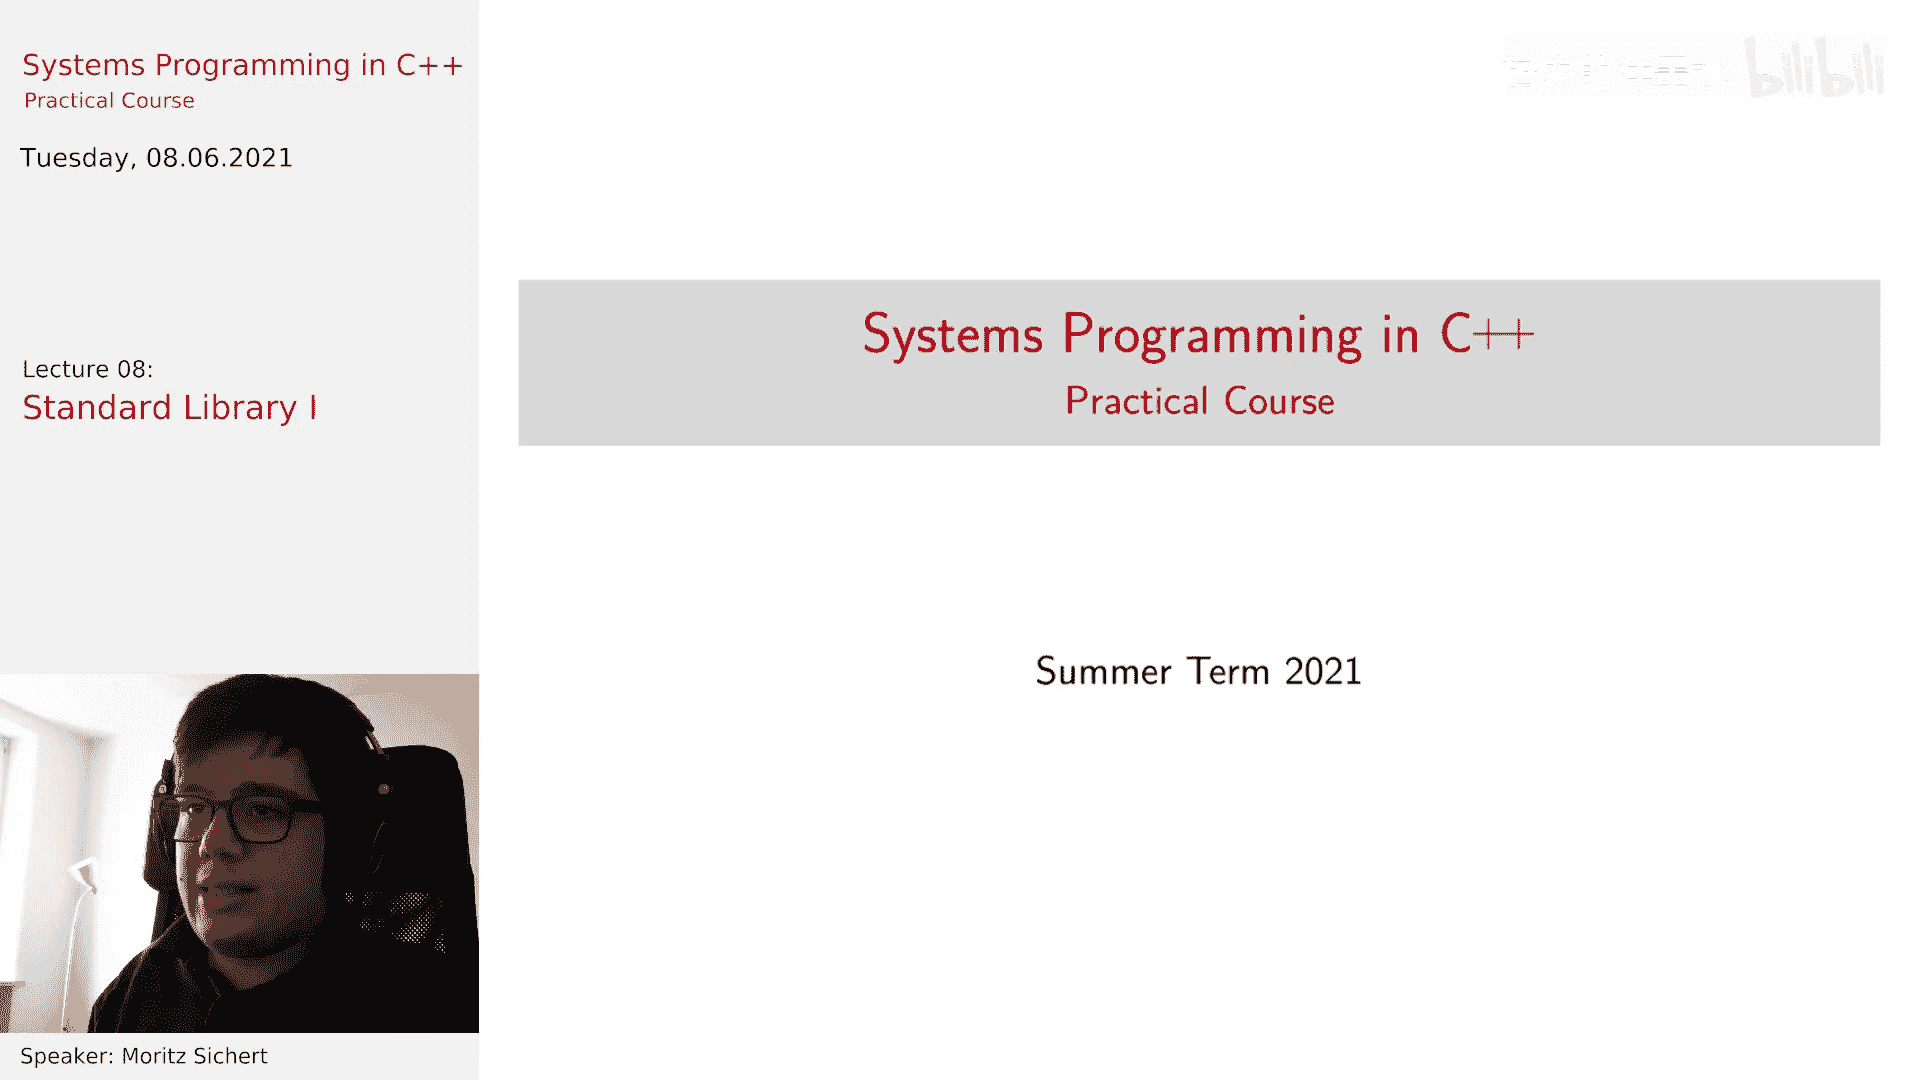 Systems Programming in C++
Practical Course
Tuesday, 08.06.2021
Lecture 08:
Standard Library I
Speaker: Moritz Sichert
bilibili
Systems Programming in C++
Practical Course
Summer Term 2021